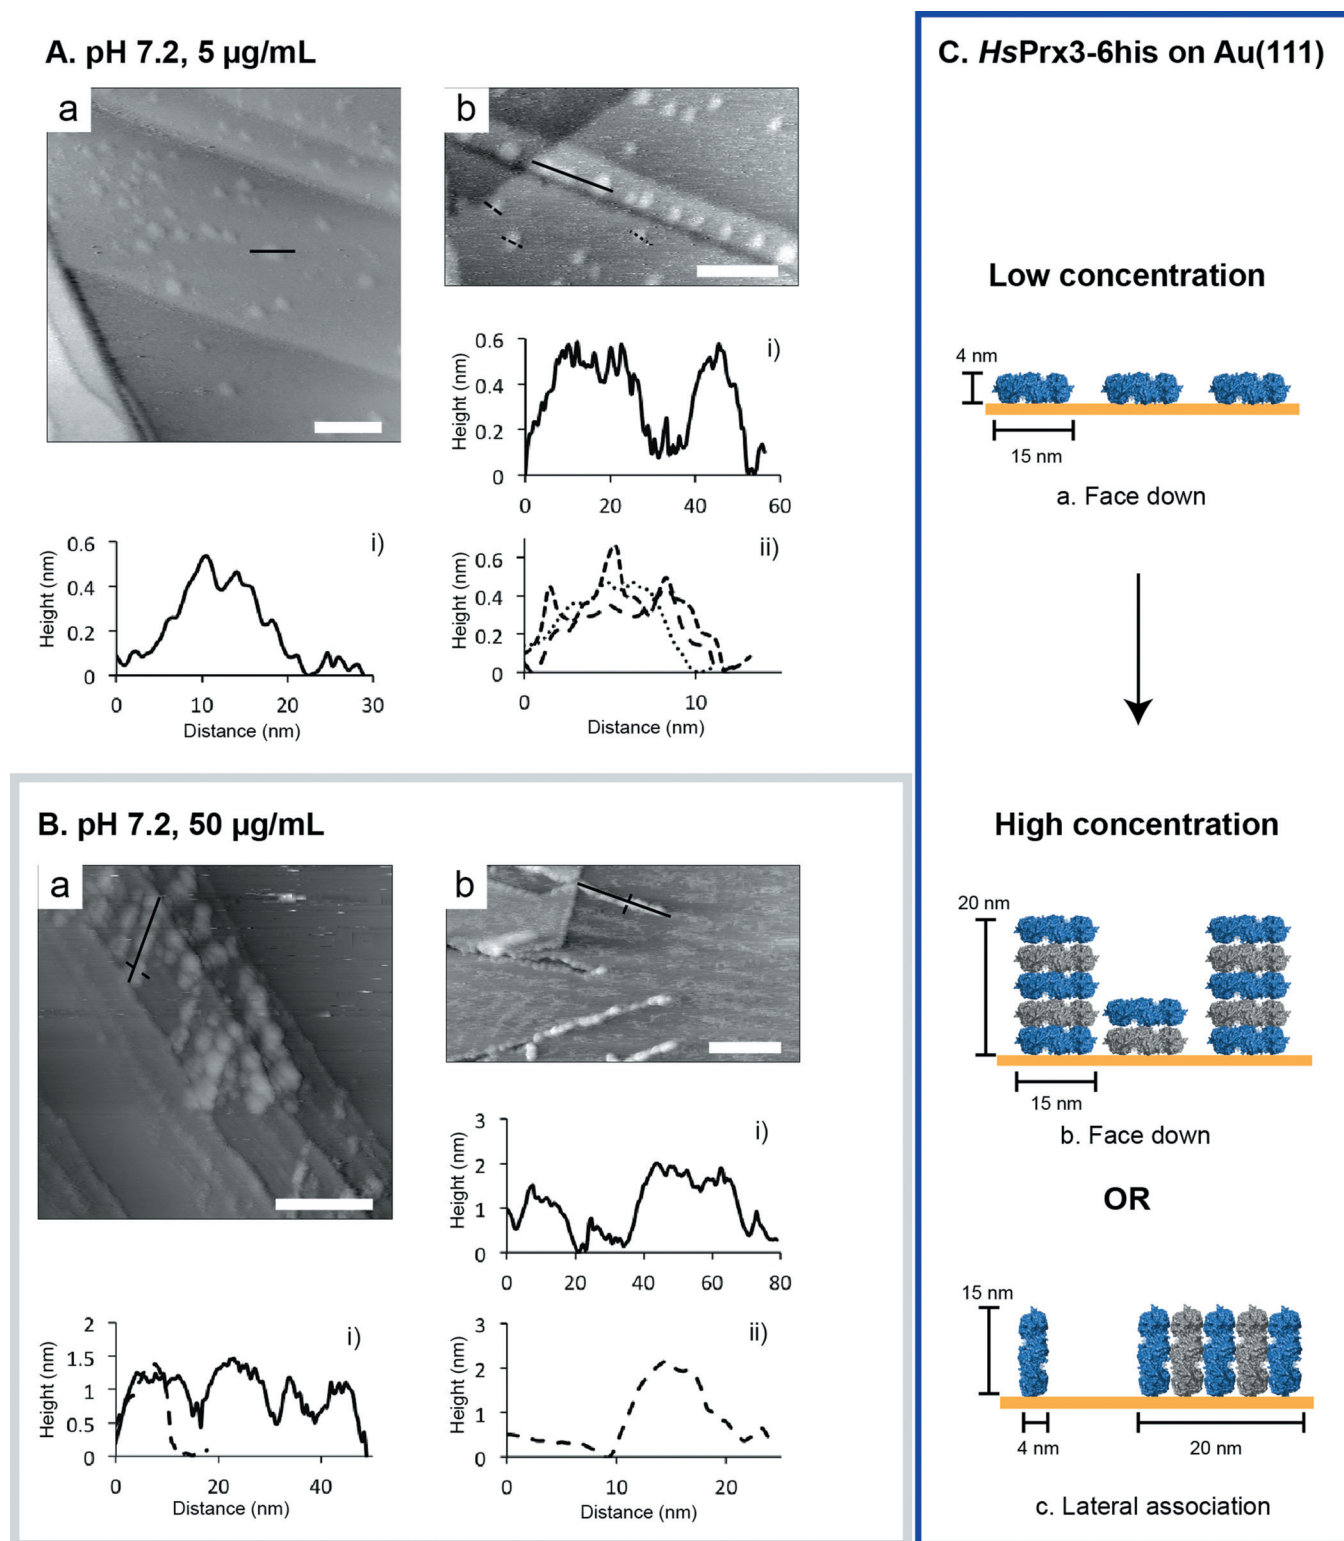 A. pH 7.2, 5 µg/mL
a
b
i)
Height (nm)
0.6
0.4
0.2
0
0 20 40 60
i)
Height (nm)
0.6
0.4
0.2
0
0 10 20 30
Distance (nm)
ii)
Height (nm)
0.6
0.4
0.2
0
0 10
Distance (nm)
B. pH 7.2, 50 µg/mL
a
b
i)
Height (nm)
3
2
1
0
0 20 40 60 80
i)
Height (nm)
2
1.5
1
0.5
0
0 20 40
Distance (nm)
ii)
Height (nm)
3
2
1
0
0 10 20
Distance (nm)
C. HsPrx3-6his on Au(111)
Low concentration
4 nm
15 nm
a. Face down
High concentration
20 nm
15 nm
b. Face down
OR
15 nm
4 nm
20 nm
c. Lateral association